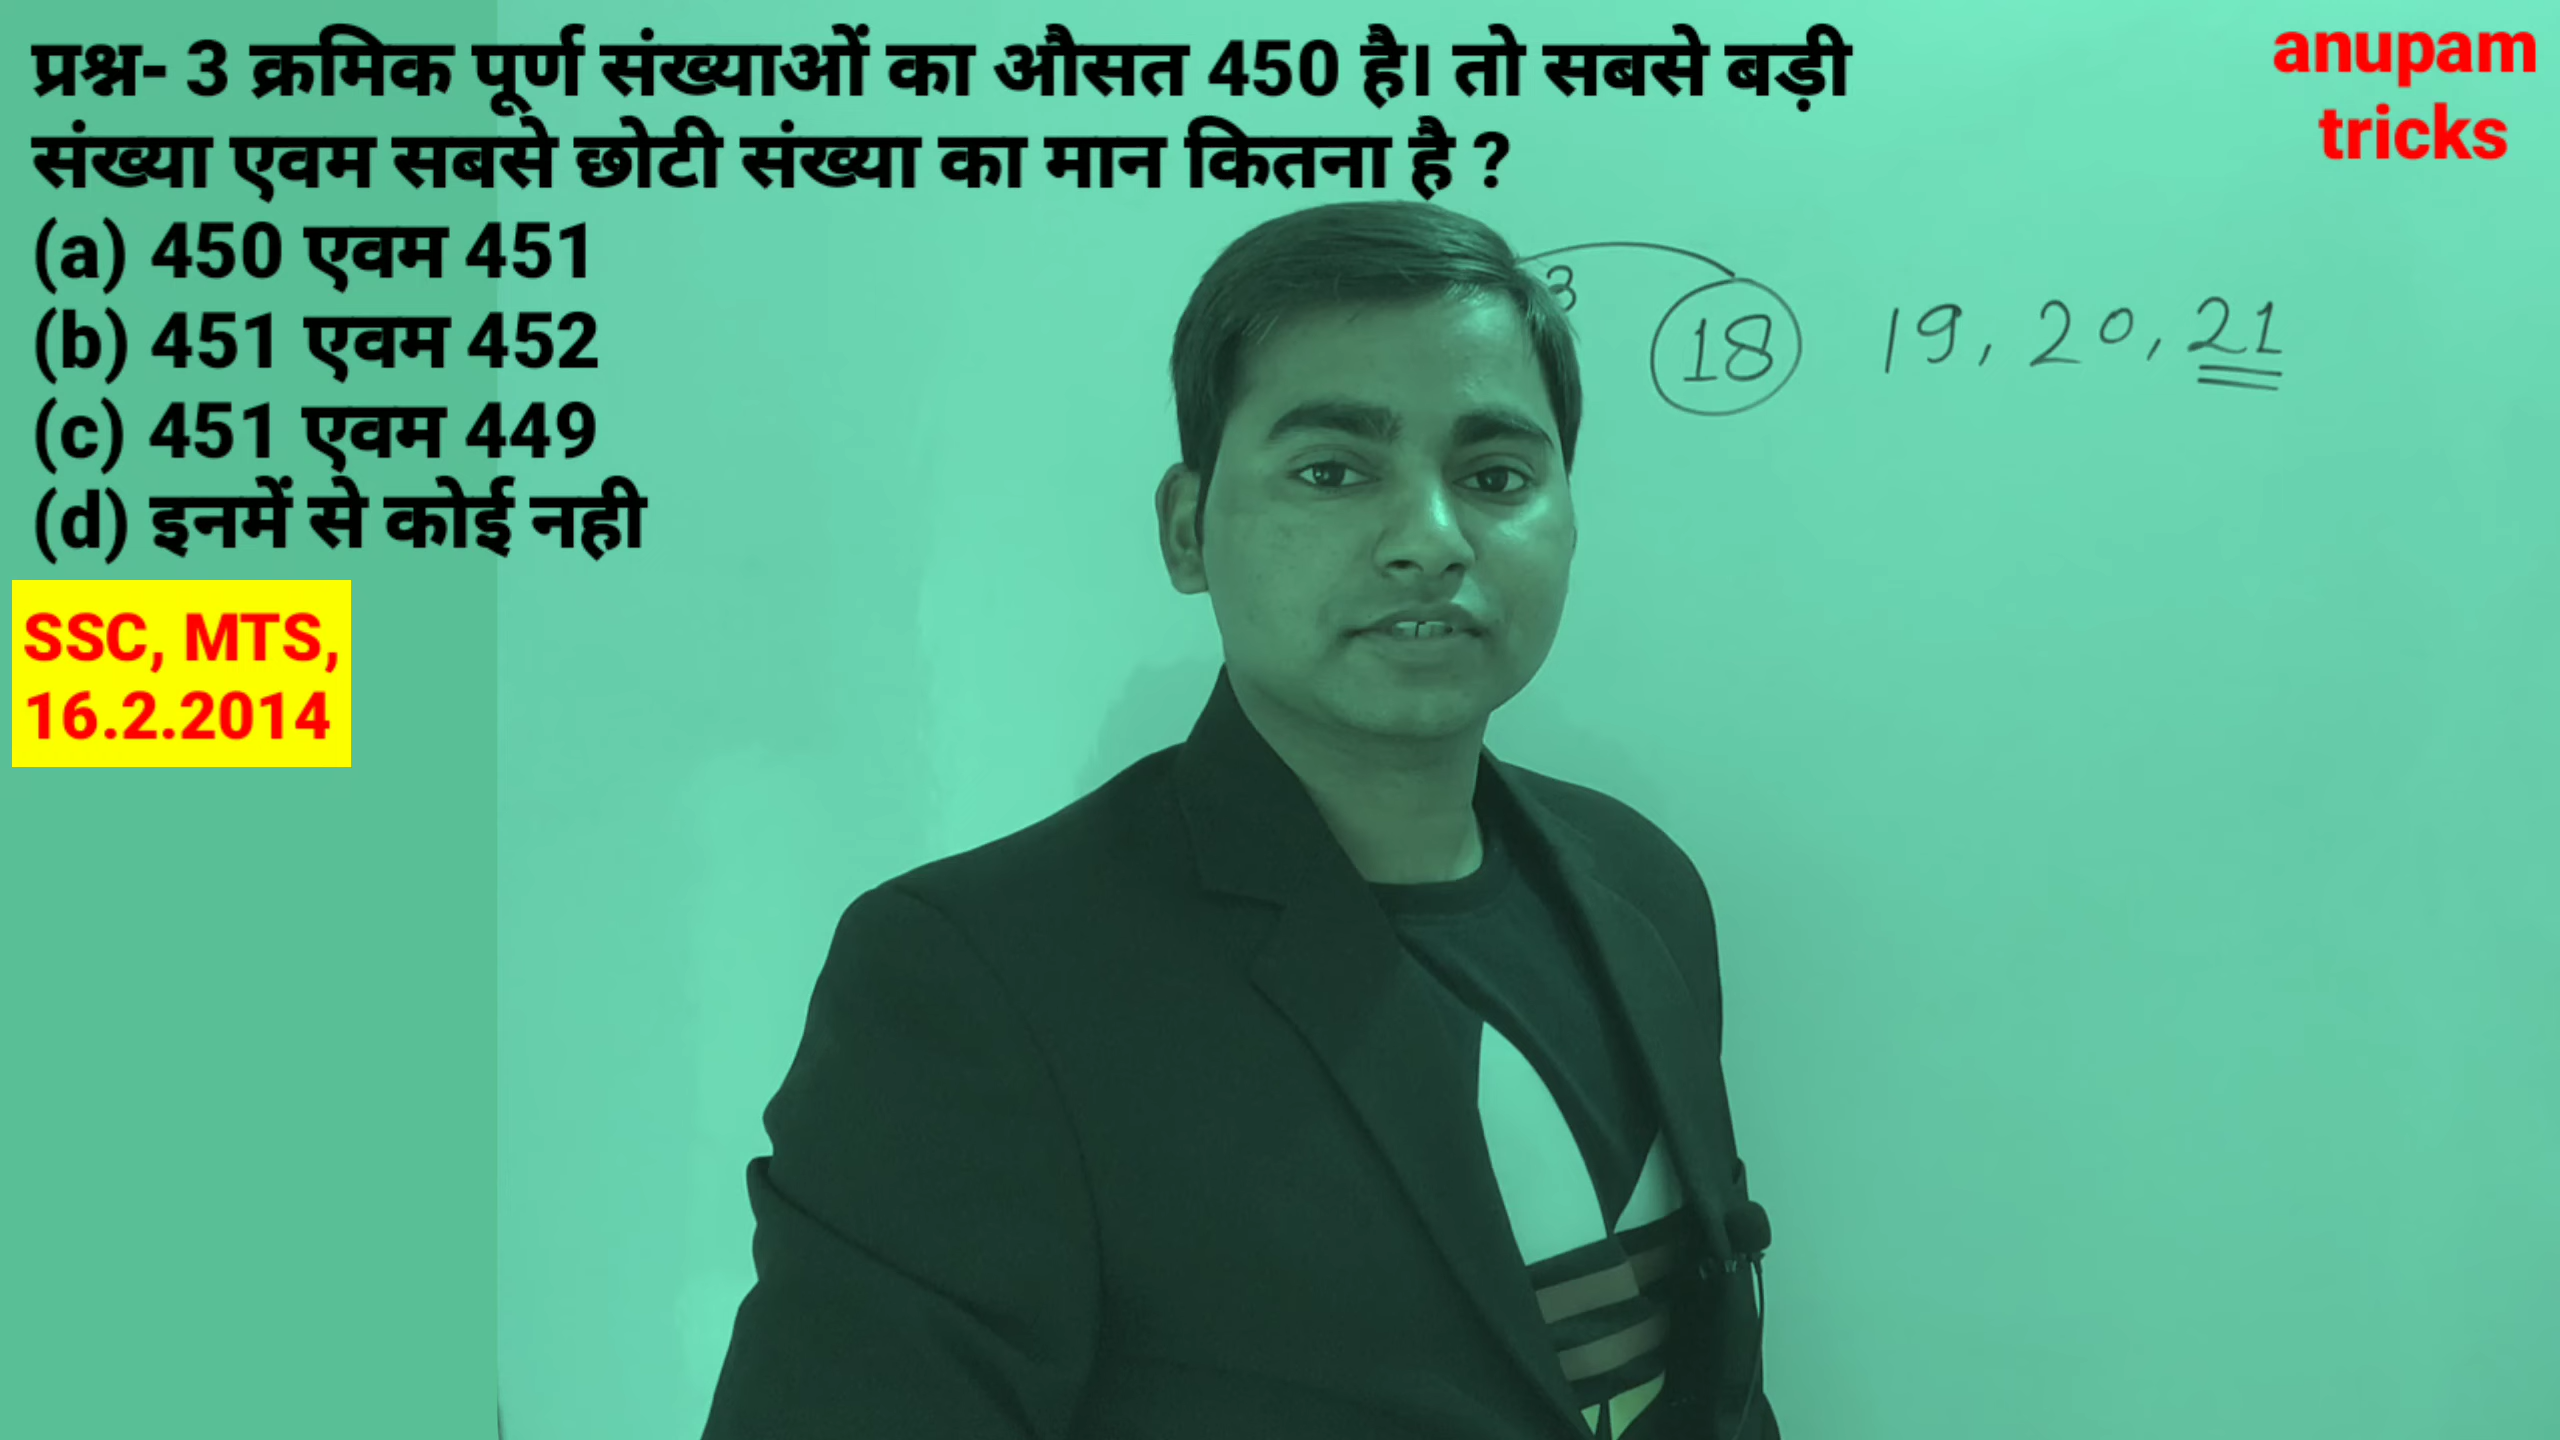 प्रश्न- 3 क्रमिक पूर्ण संख्याओं का औसत 450 है। तो सबसे बड़ी
संख्या एवम सबसे छोटी संख्या का मान कितना है ?
(a) 450 एवम 451
(b) 451 एवम 452
(c) 451 एवम 449
(d) इनमें से कोई नही
SSC, MTS,
16.2.2014
anupam
tricks
3
18 19, 20, 21